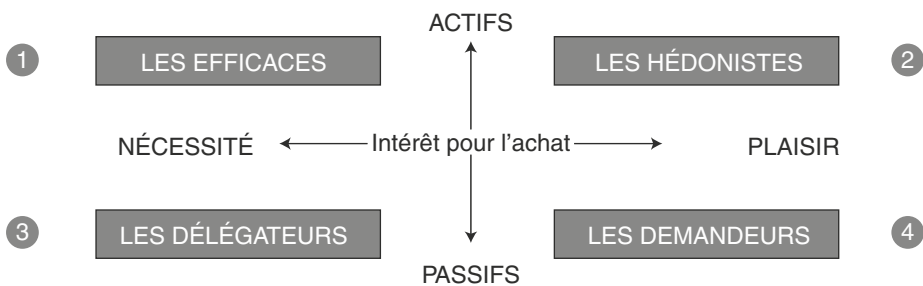 ACTIFS
1 LES EFFICACES LES HÉDONISTES 2
NÉCESSITÉ Intérêt pour l'achat PLAISIR
3 LES DÉLÉGATEURS LES DEMANDEURS 4
PASSIFS